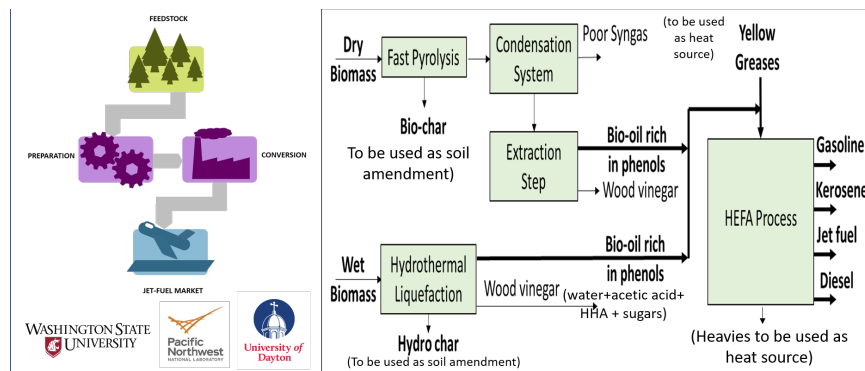 FEEDSTOCK
PREPARATION
CONVERSION
JET-FUEL MARKET
WASHINGTON STATE
UNIVERSITY
Pacific
Northwest
NATIONAL LABORATORY
University of
Dayton
Dry
Biomass
Fast Pyrolysis
Condensation
System
Poor Syngas
(to be used
as heat
source)
Yellow
Greases
Bio-char
To be used as soil
amendment)
Extraction
Step
Bio-oil rich
in phenols
Wood vinegar
HEFA Process
Gasoline
Kerosene
Jet fuel
Diesel
Wet
Biomass
Hydrothermal
Liquefaction
Bio-oil rich
in phenols
Wood vinegar
(water+acetic acid+
HHA + sugars)
Hydro char
(To be used as soil amendment)
(Heavies to be used as
heat source)